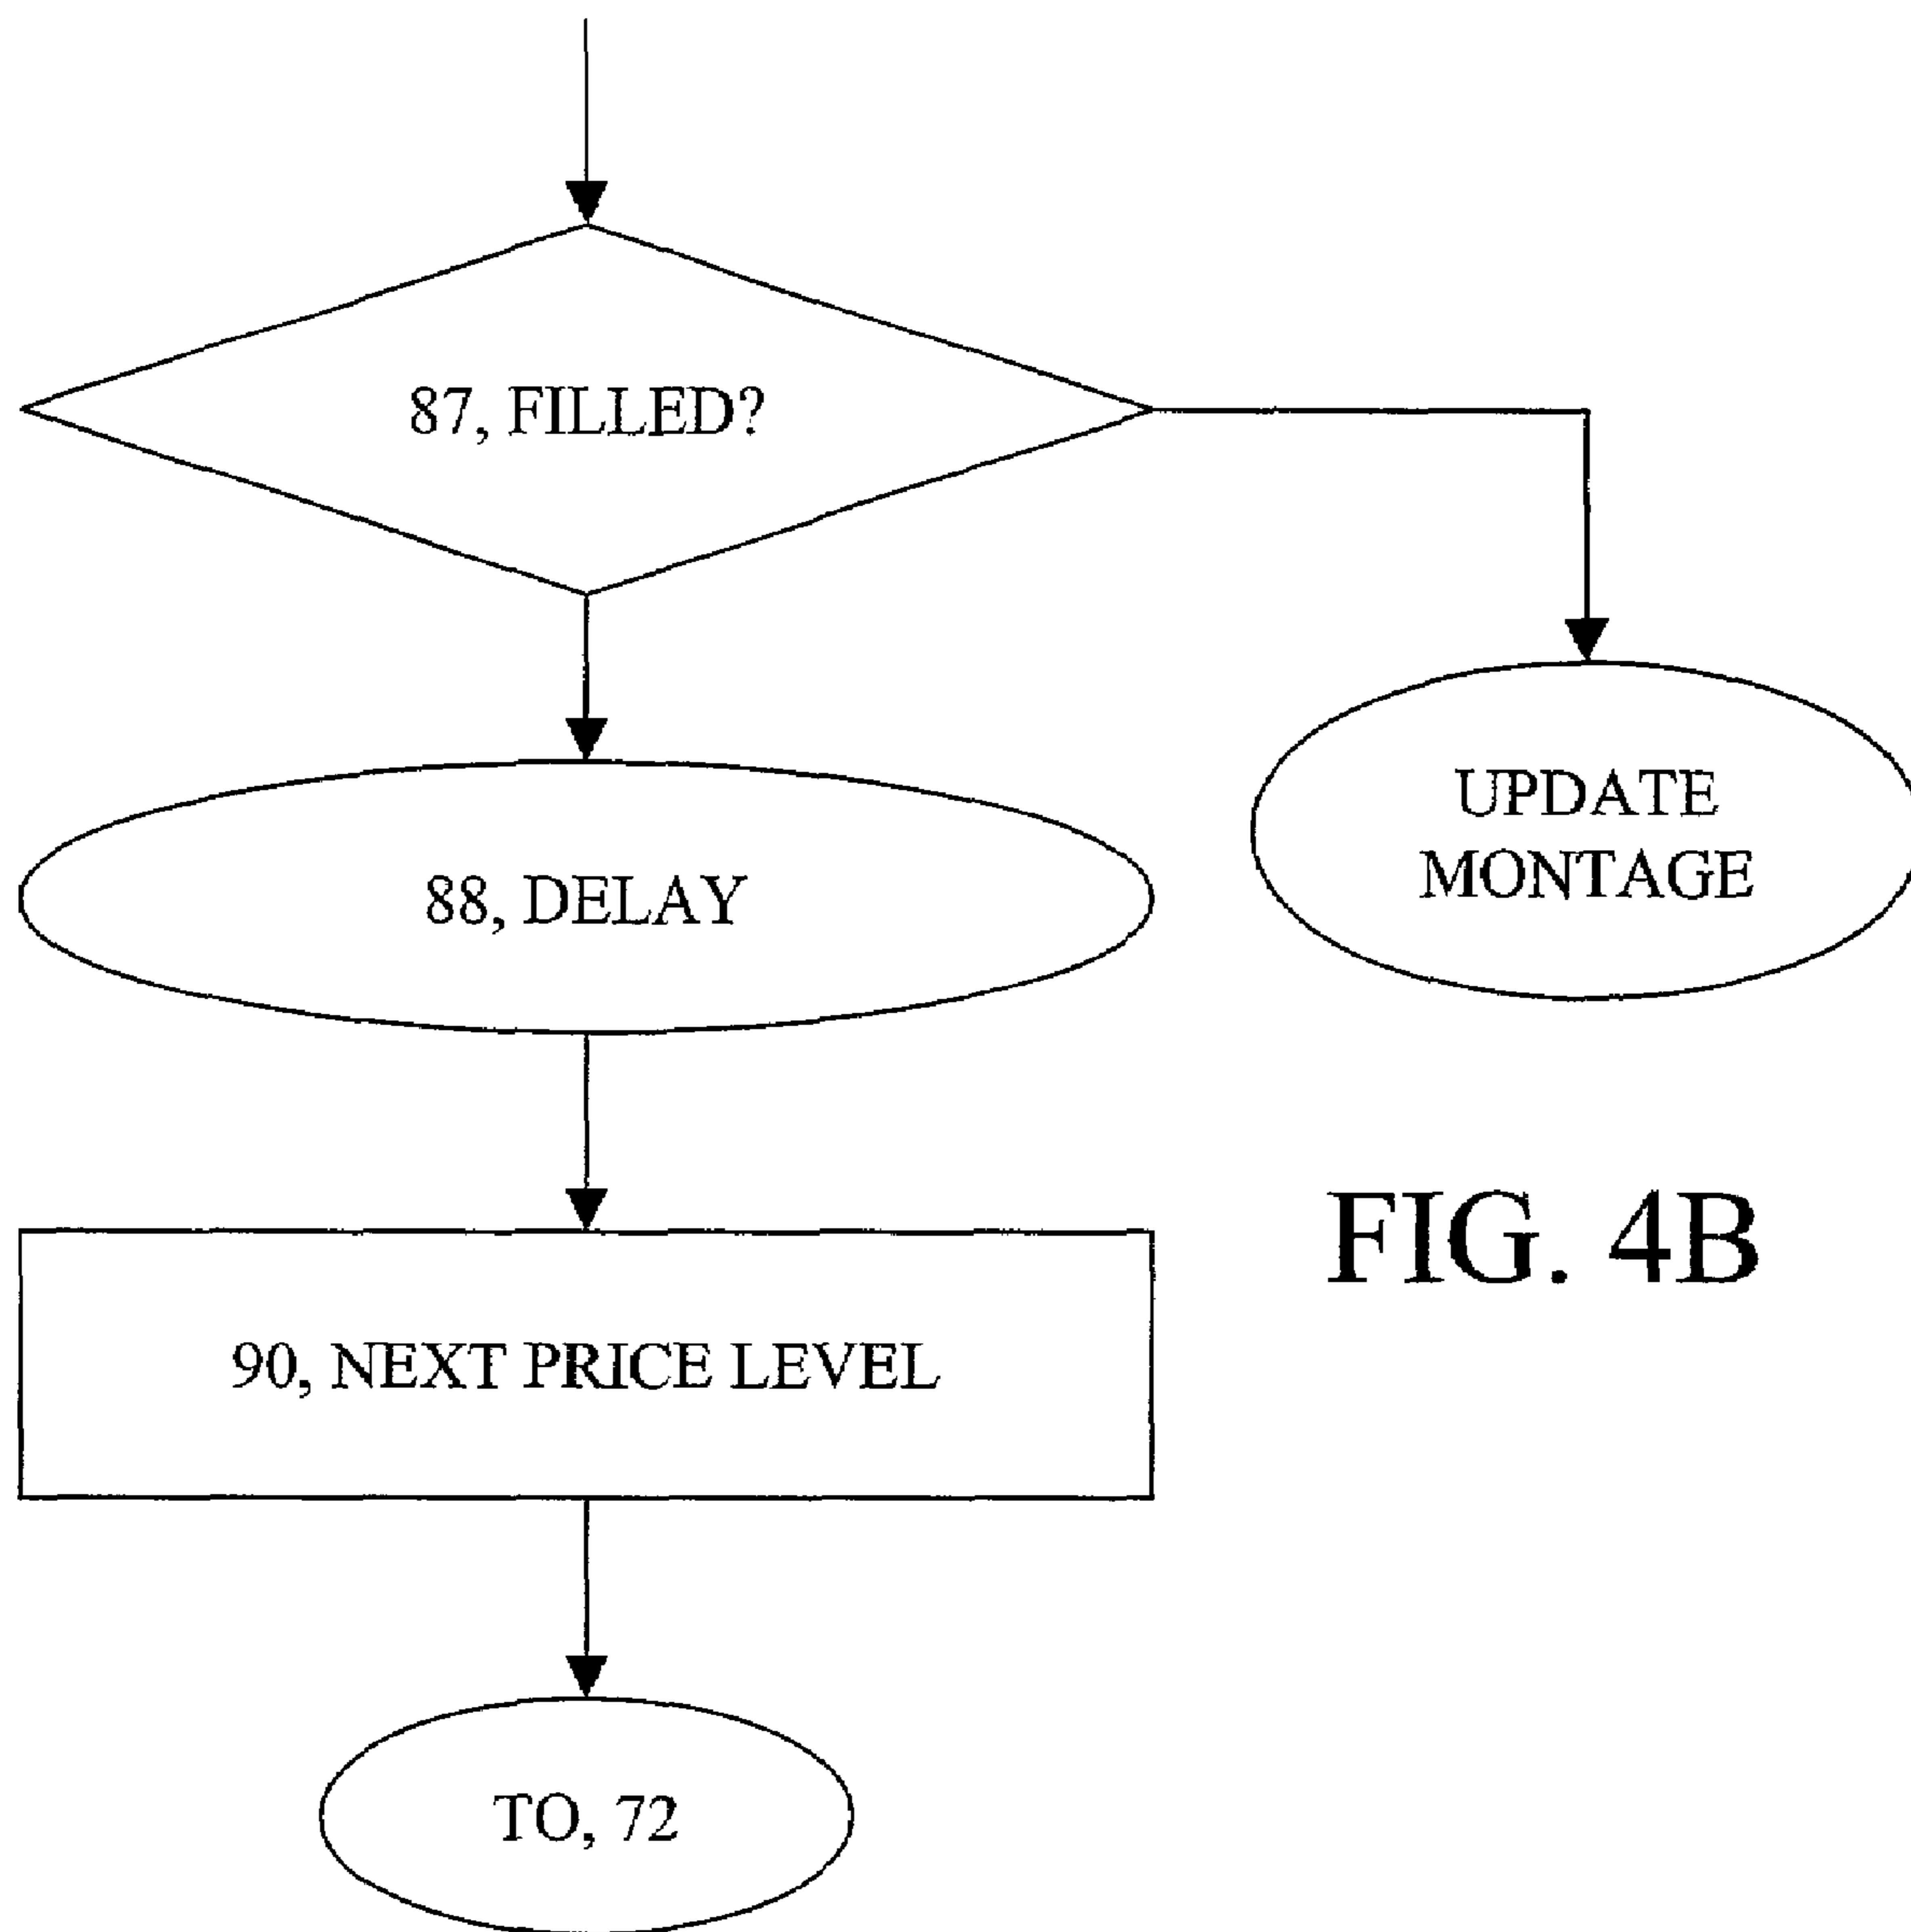 87, FILLED?
88, DELAY
UPDATE
MONTAGE
90, NEXT PRICE LEVEL
FIG. 4B
TO, 72